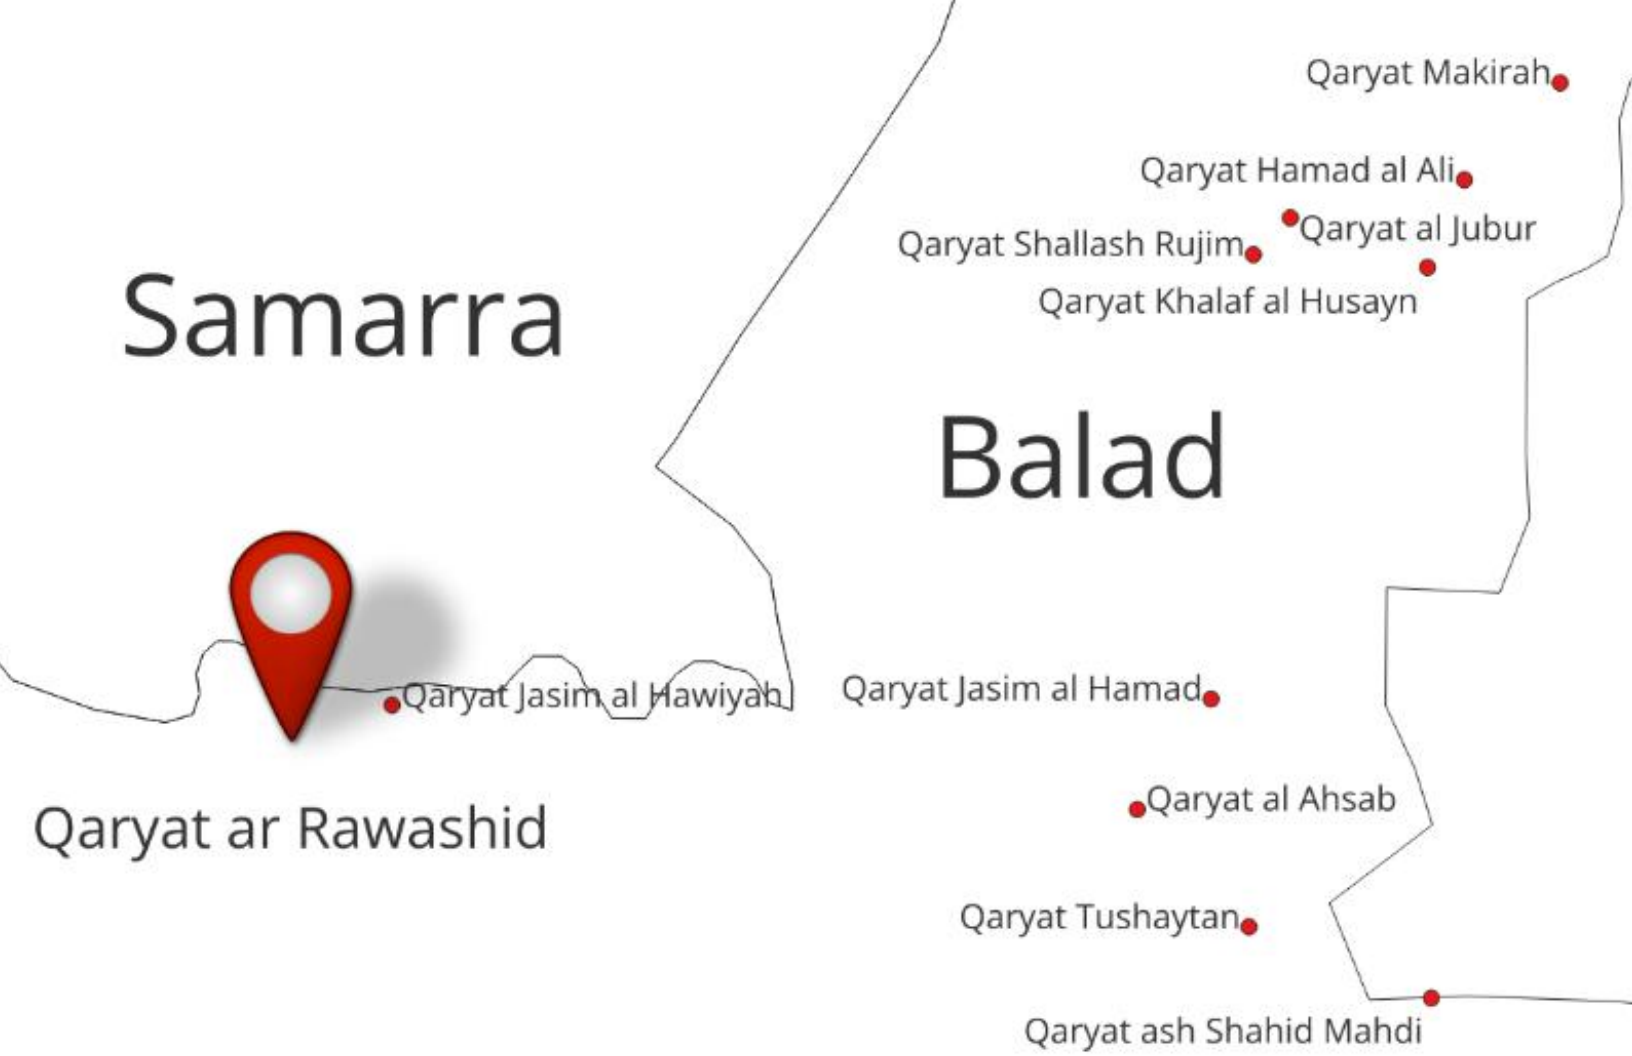 Qaryat Makirah
Qaryat Hamad al Ali
Qaryat al Jubur
Qaryat Shallash Rujim
Qaryat Khalaf al Husayn
Samarra
Balad
Qaryat Jasim al Hawiyah
Qaryat Jasim al Hamad
Qaryat al Ahsab
Qaryat ar Rawashid
Qaryat Tushaytan
Qaryat ash Shahid Mahdi